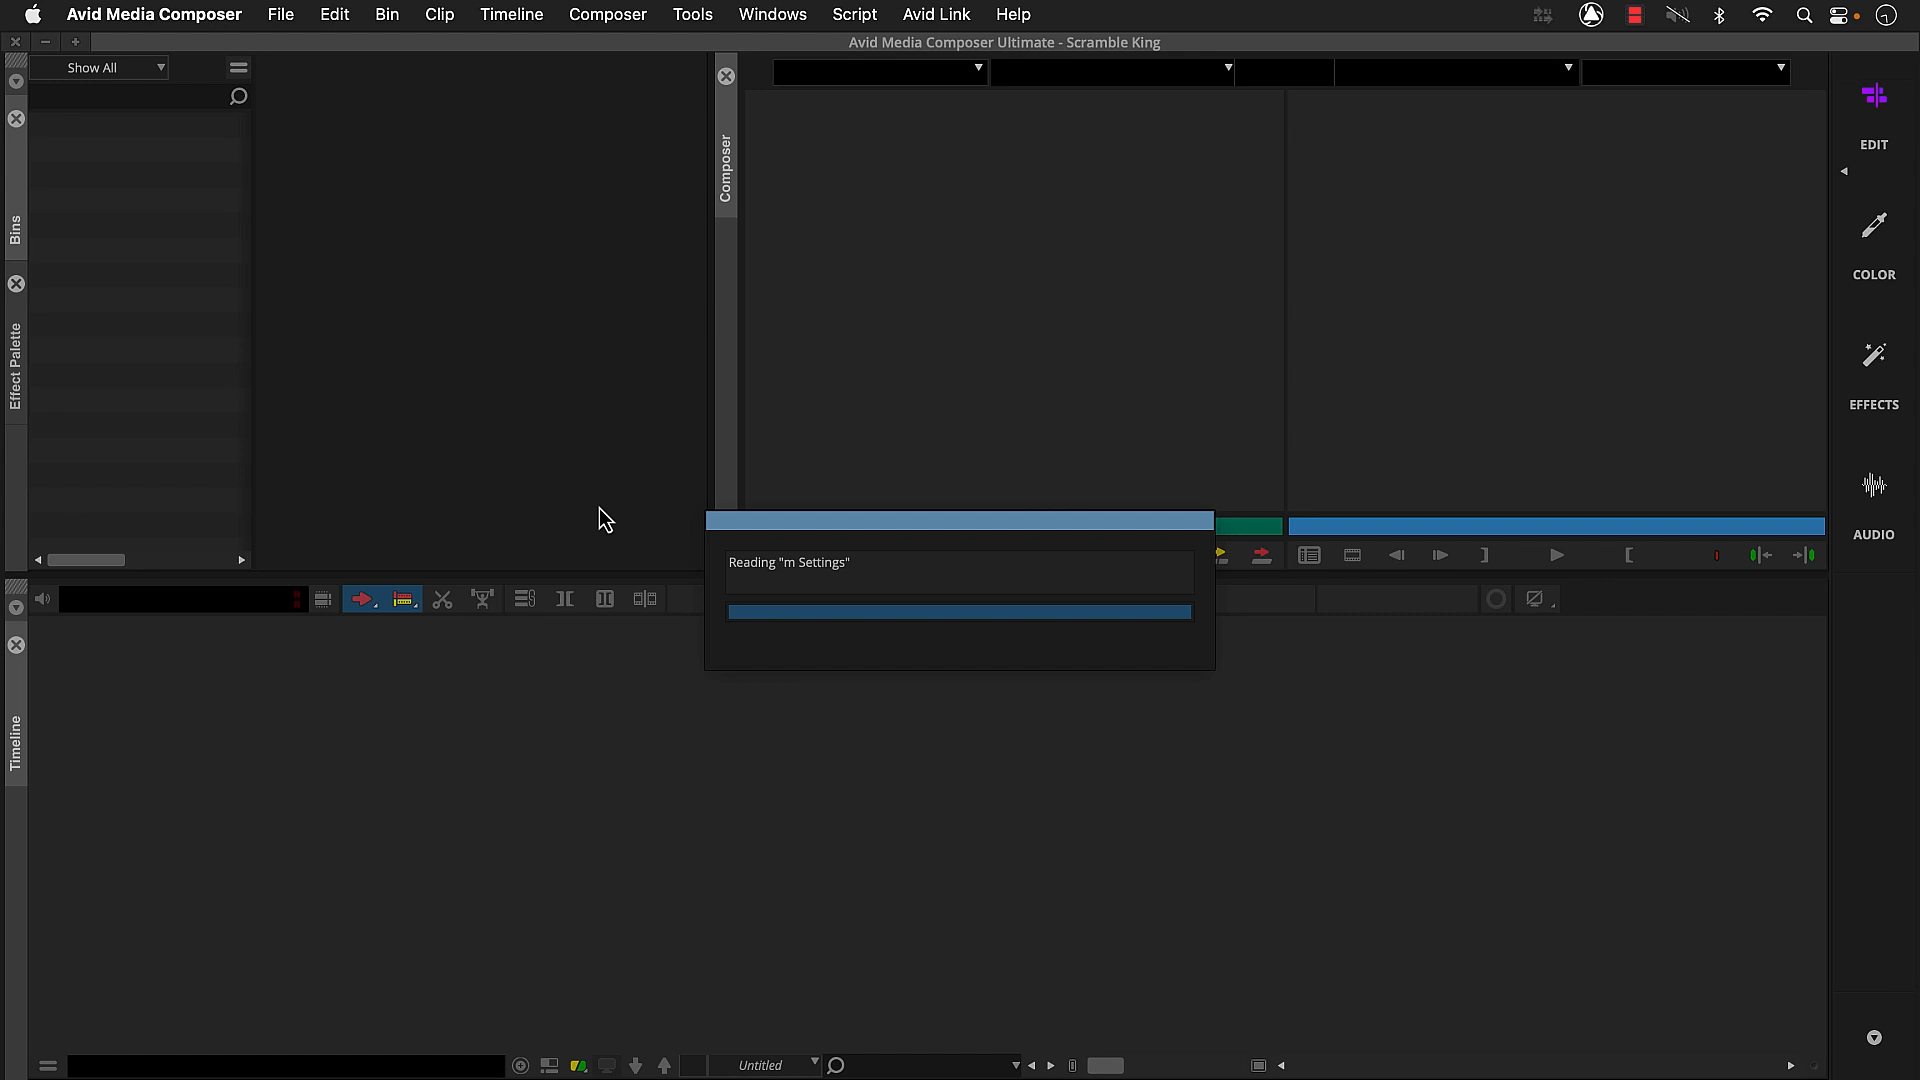 Avid Media Composer File Edit Bin Clip Timeline Composer Tools Windows Script Avid Link Help
Avid Media Composer Ultimate - Scramble King
Show All
Bins
Effect Palette
Composer
EDIT
COLOR
EFFECTS
AUDIO
Reading "m Settings"
Timeline
Untitled